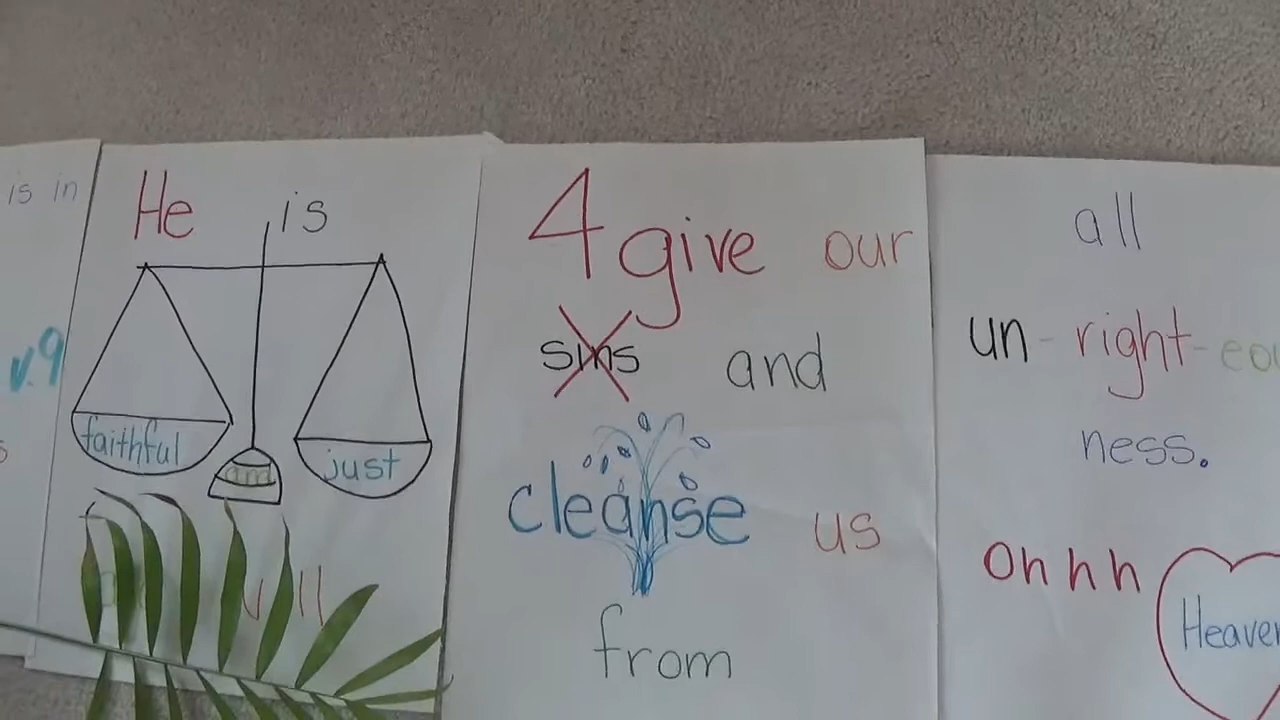 is in
v.9
He is
faithful and just
4give our
sins and
cleanse us
from
all
un-right-eou
ness.
Ohhh
Heaven